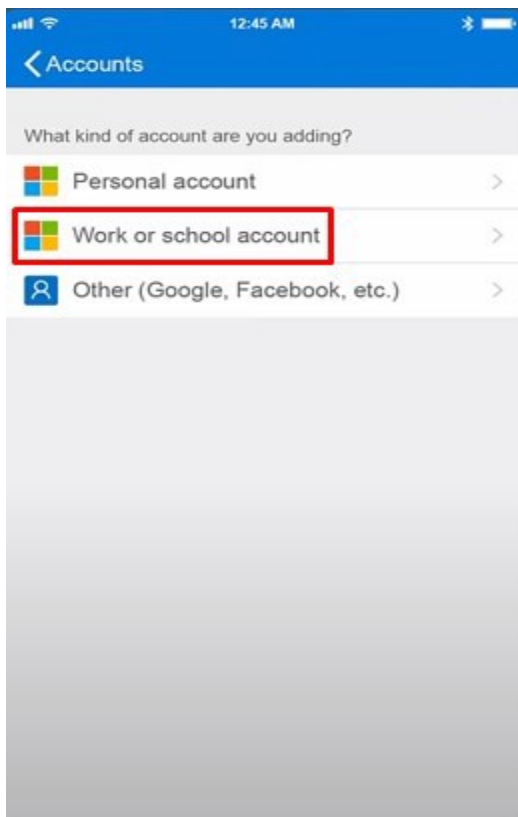 12:45 AM
Accounts
What kind of account are you adding?
Personal account
Work or school account
Other (Google, Facebook, etc.)